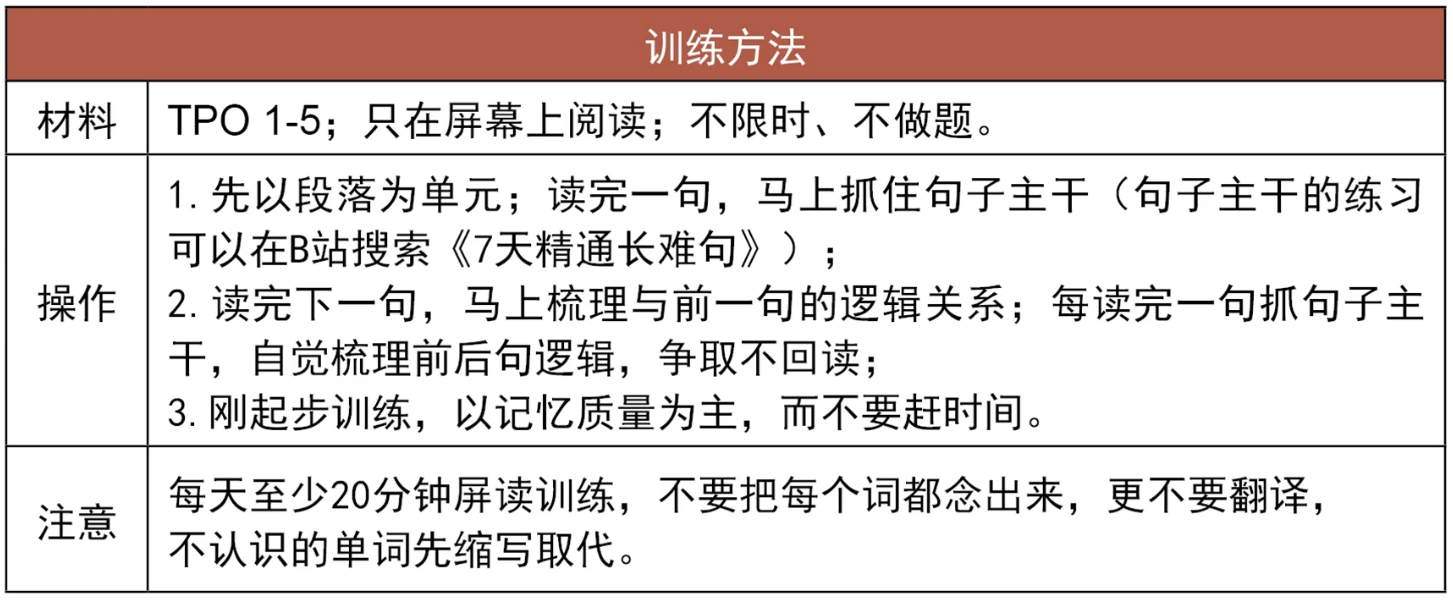 训练方法
材料
TPO 1-5；只在屏幕上阅读；不限时、不做题。
操作
1.先以段落为单元；读完一句，马上抓住句子主干（句子主干的练习
可以在B站搜索《7天精通长难句》）；
2.读完下一句，马上梳理与前一句的逻辑关系；每读完一句抓句子主
干，自觉梳理前后句逻辑，争取不回读；
3.刚起步训练，以记忆质量为主，而不要赶时间。
注意
每天至少20分钟屏读训练，不要把每个词都念出来，更不要翻译，
不认识的单词先缩写取代。